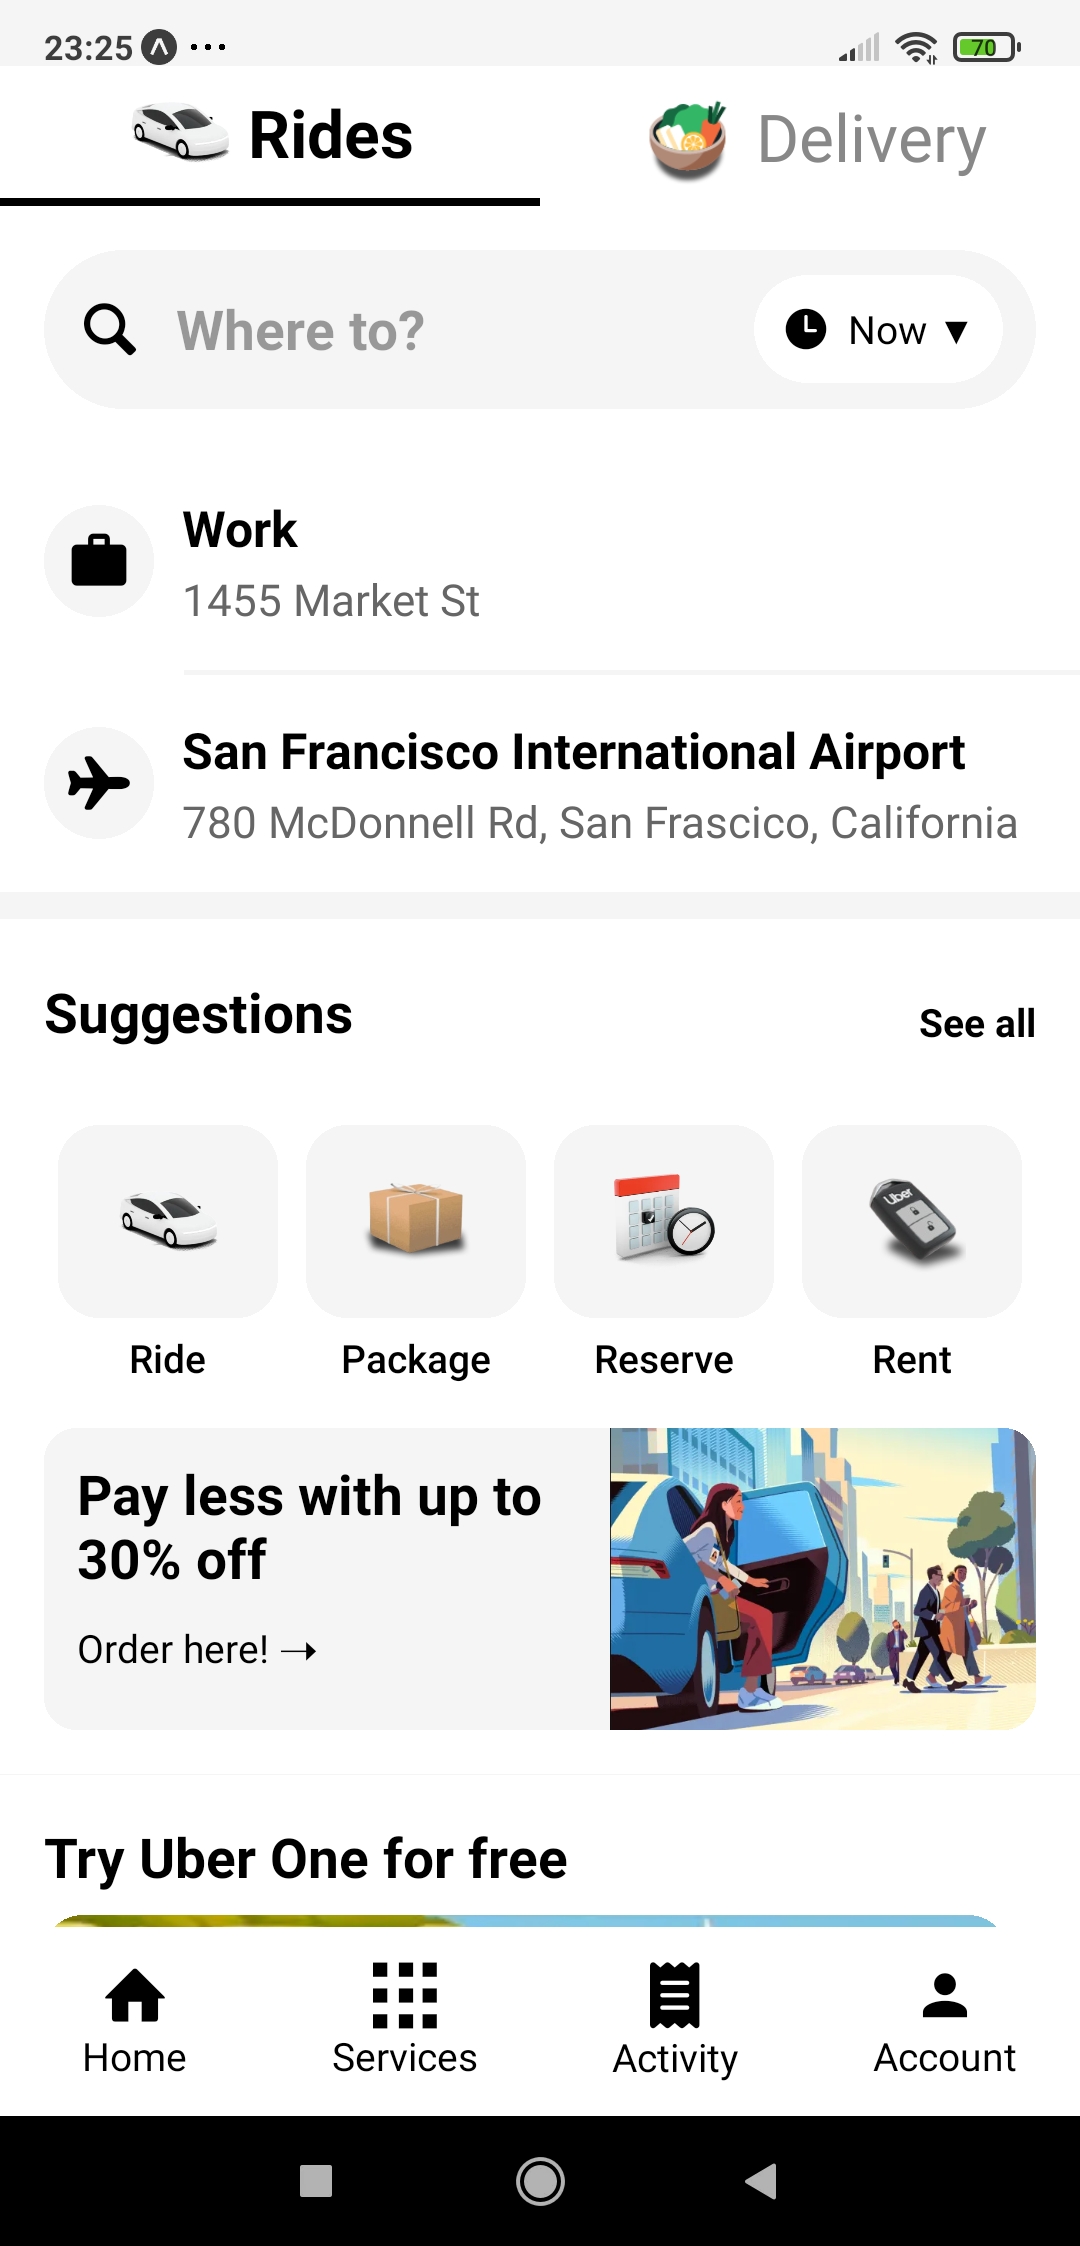 23:25
70
Rides
Delivery
Where to?
Now
Work
1455 Market St
San Francisco International Airport
780 McDonnell Rd, San Frascico, California
Suggestions
See all
Uber
Ride
Package
Reserve
Rent
Pay less with up to
30% off
Order here! →
Try Uber One for free
Home
Services
Activity
Account